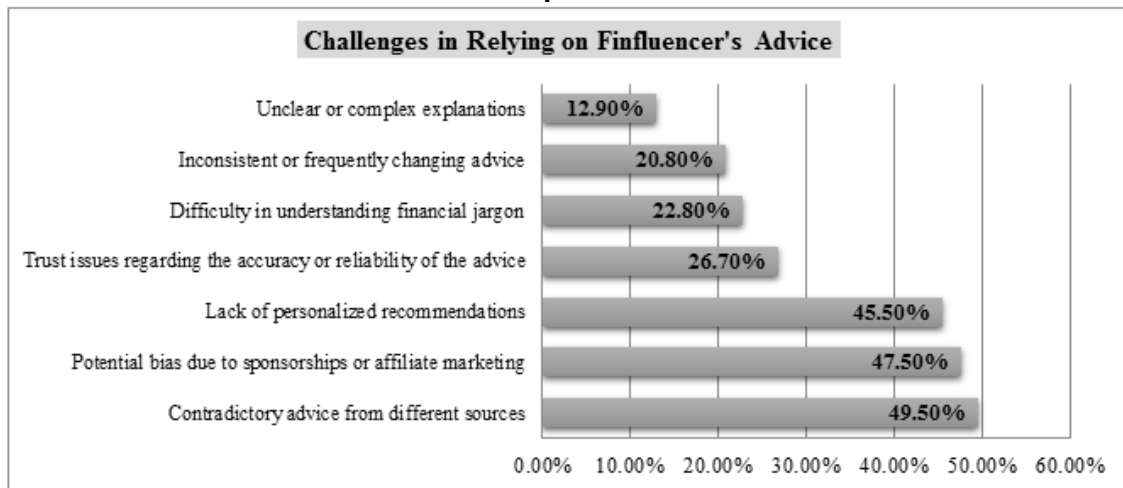 Challenges in Relying on Finfluencer's Advice
Unclear or complex explanations 12.90%
Inconsistent or frequently changing advice 20.80%
Difficulty in understanding financial jargon 22.80%
Trust issues regarding the accuracy or reliability of the advice 26.70%
Lack of personalized recommendations 45.50%
Potential bias due to sponsorships or affiliate marketing 47.50%
Contradictory advice from different sources 49.50%
0.00% 10.00% 20.00% 30.00% 40.00% 50.00% 60.00%